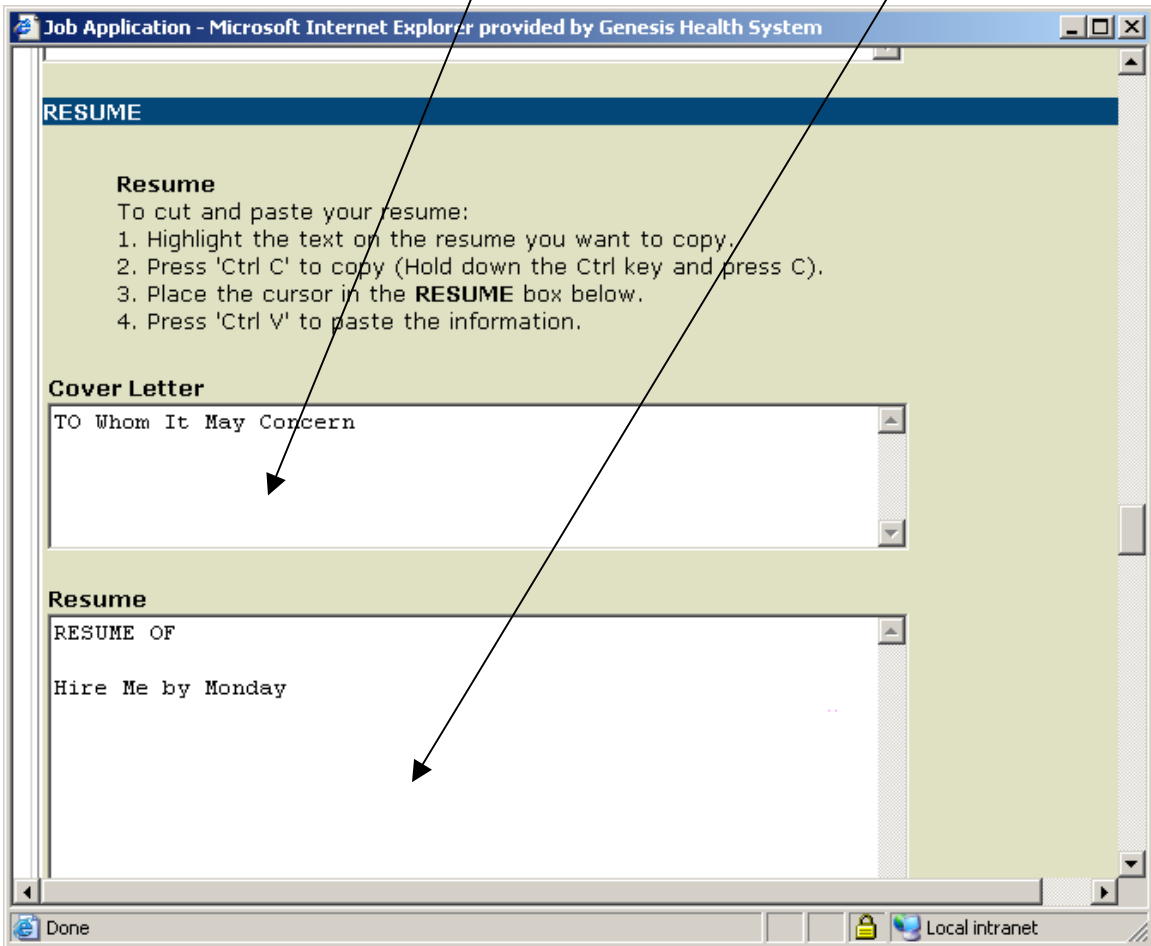 Job Application - Microsoft Internet Explorer provided by Genesis Health System
RESUME
Resume
To cut and paste your resume:
1. Highlight the text on the resume you want to copy.
2. Press 'Ctrl C' to copy (Hold down the Ctrl key and press C).
3. Place the cursor in the RESUME box below.
4. Press 'Ctrl V' to paste the information.
Cover Letter
TO Whom It May Concern
Resume
RESUME OF
Hire Me by Monday
Done
Local intranet